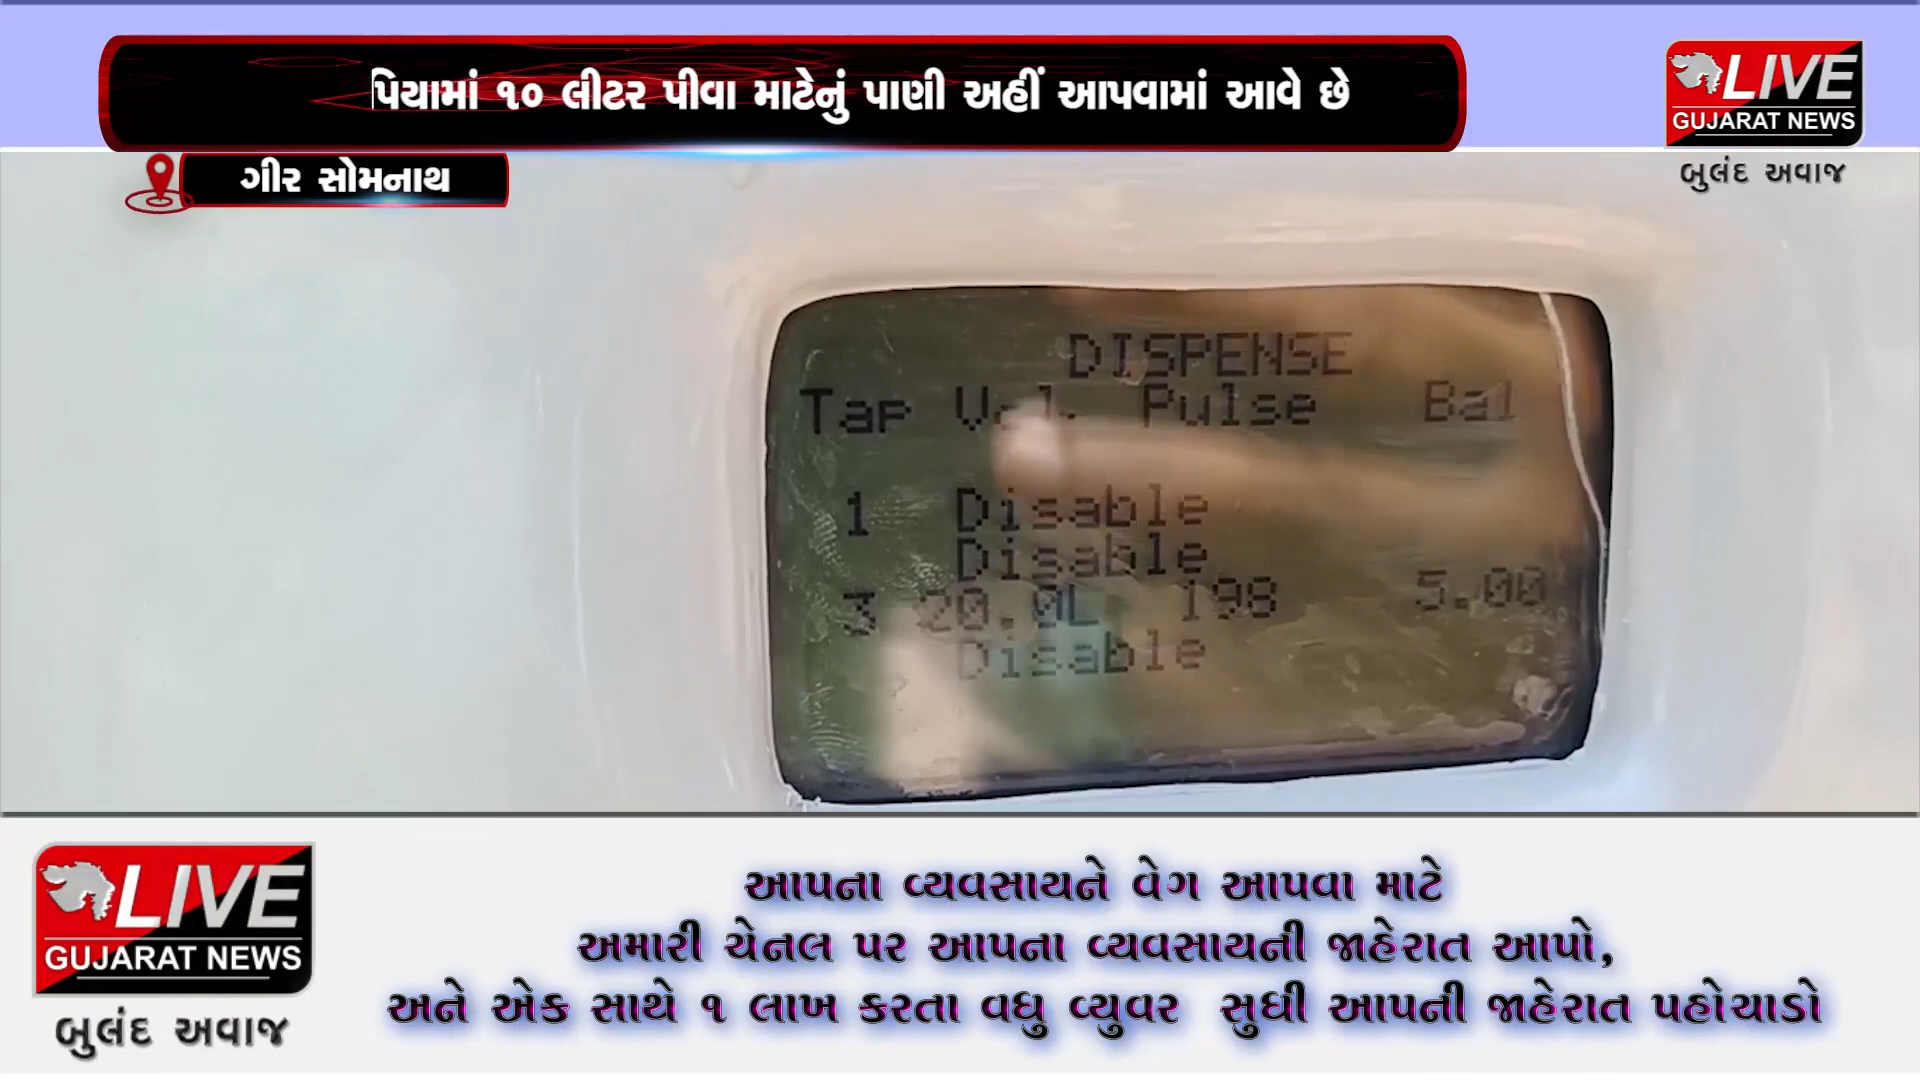 પિયામાં ૧૦ લીટર પીવા માટેનું પાણી અહીં આપવામાં આવે છે
LIVE
GUJARAT NEWS
બુલંદ અવાજ
ગીર સોમનાથ
DISPENSE
Tap Vol. Pulse Bal
1 Disable
Disable
3 20.0L 198 5.00
Disable
LIVE
GUJARAT NEWS
બુલંદ અવાજ
આપના વ્યવસાયને વેગ આપવા માટે
અમારી ચેનલ પર આપના વ્યવસાયની જાહેરાત આપો,
અને એક સાથે ૧ લાખ કરતા વધુ વ્યુવર સુધી આપની જાહેરાત પહોચાડો